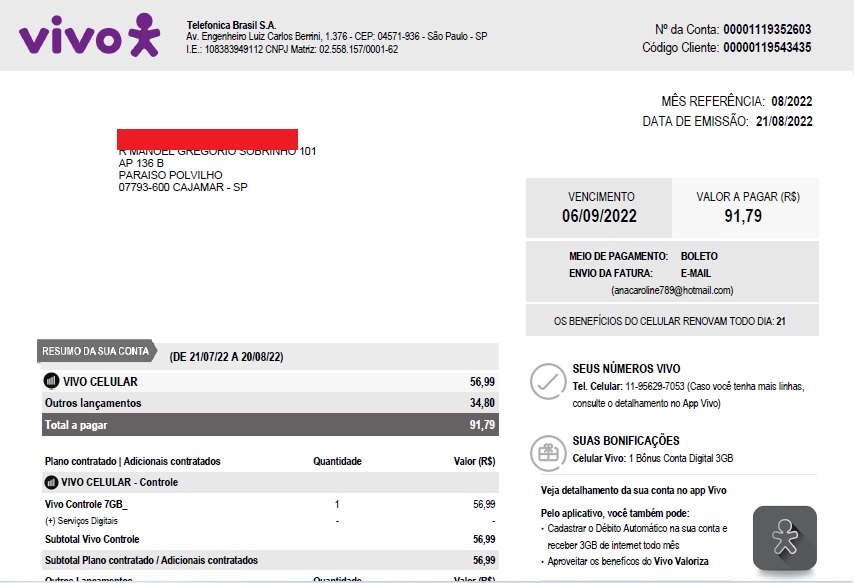 vivo
Telefonica Brasil S.A.
Av. Engenheiro Luiz Carlos Berrini, 1.376 - CEP: 04571-936 - São Paulo - SP
I.E.: 108383949112 CNPJ Matriz: 02.558.157/0001-62
Nº da Conta: 00001119352603
Código Cliente: 00000119543435
MÊS REFERÊNCIA: 08/2022
DATA DE EMISSÃO: 21/08/2022
R MANOEL GREGORIO SOBRINHO 101
AP 136 B
PARAISO POLVILHO
07793-600 CAJAMAR - SP
VENCIMENTO
06/09/2022
VALOR A PAGAR (R$)
91,79
MEIO DE PAGAMENTO: BOLETO
ENVIO DA FATURA: E-MAIL
(anacaroline789@hotmail.com)
OS BENEFÍCIOS DO CELULAR RENOVAM TODO DIA: 21
RESUMO DA SUA CONTA (DE 21/07/22 A 20/08/22)
VIVO CELULAR 56,99
Outros lançamentos 34,80
Total a pagar 91,79
Plano contratado | Adicionais contratados Quantidade Valor (R$)
VIVO CELULAR - Controle
Vivo Controle 7GB_ 1 56,99
(+) Serviços Digitais - -
Subtotal Vivo Controle 56,99
Subtotal Plano contratado / Adicionais contratados 56,99
Outros Lançamentos Quantidade Valor (R$)
SEUS NÚMEROS VIVO
Tel. Celular: 11-95629-7053 (Caso você tenha mais linhas,
consulte o detalhamento no App Vivo)
SUAS BONIFICAÇÕES
Celular Vivo: 1 Bônus Conta Digital 3GB
Veja detalhamento da sua conta no app Vivo
Pelo aplicativo, você também pode:
• Cadastrar o Débito Automático na sua conta e
receber 3GB de internet todo mês
• Aproveitar os benefíos do Vivo Valoriza